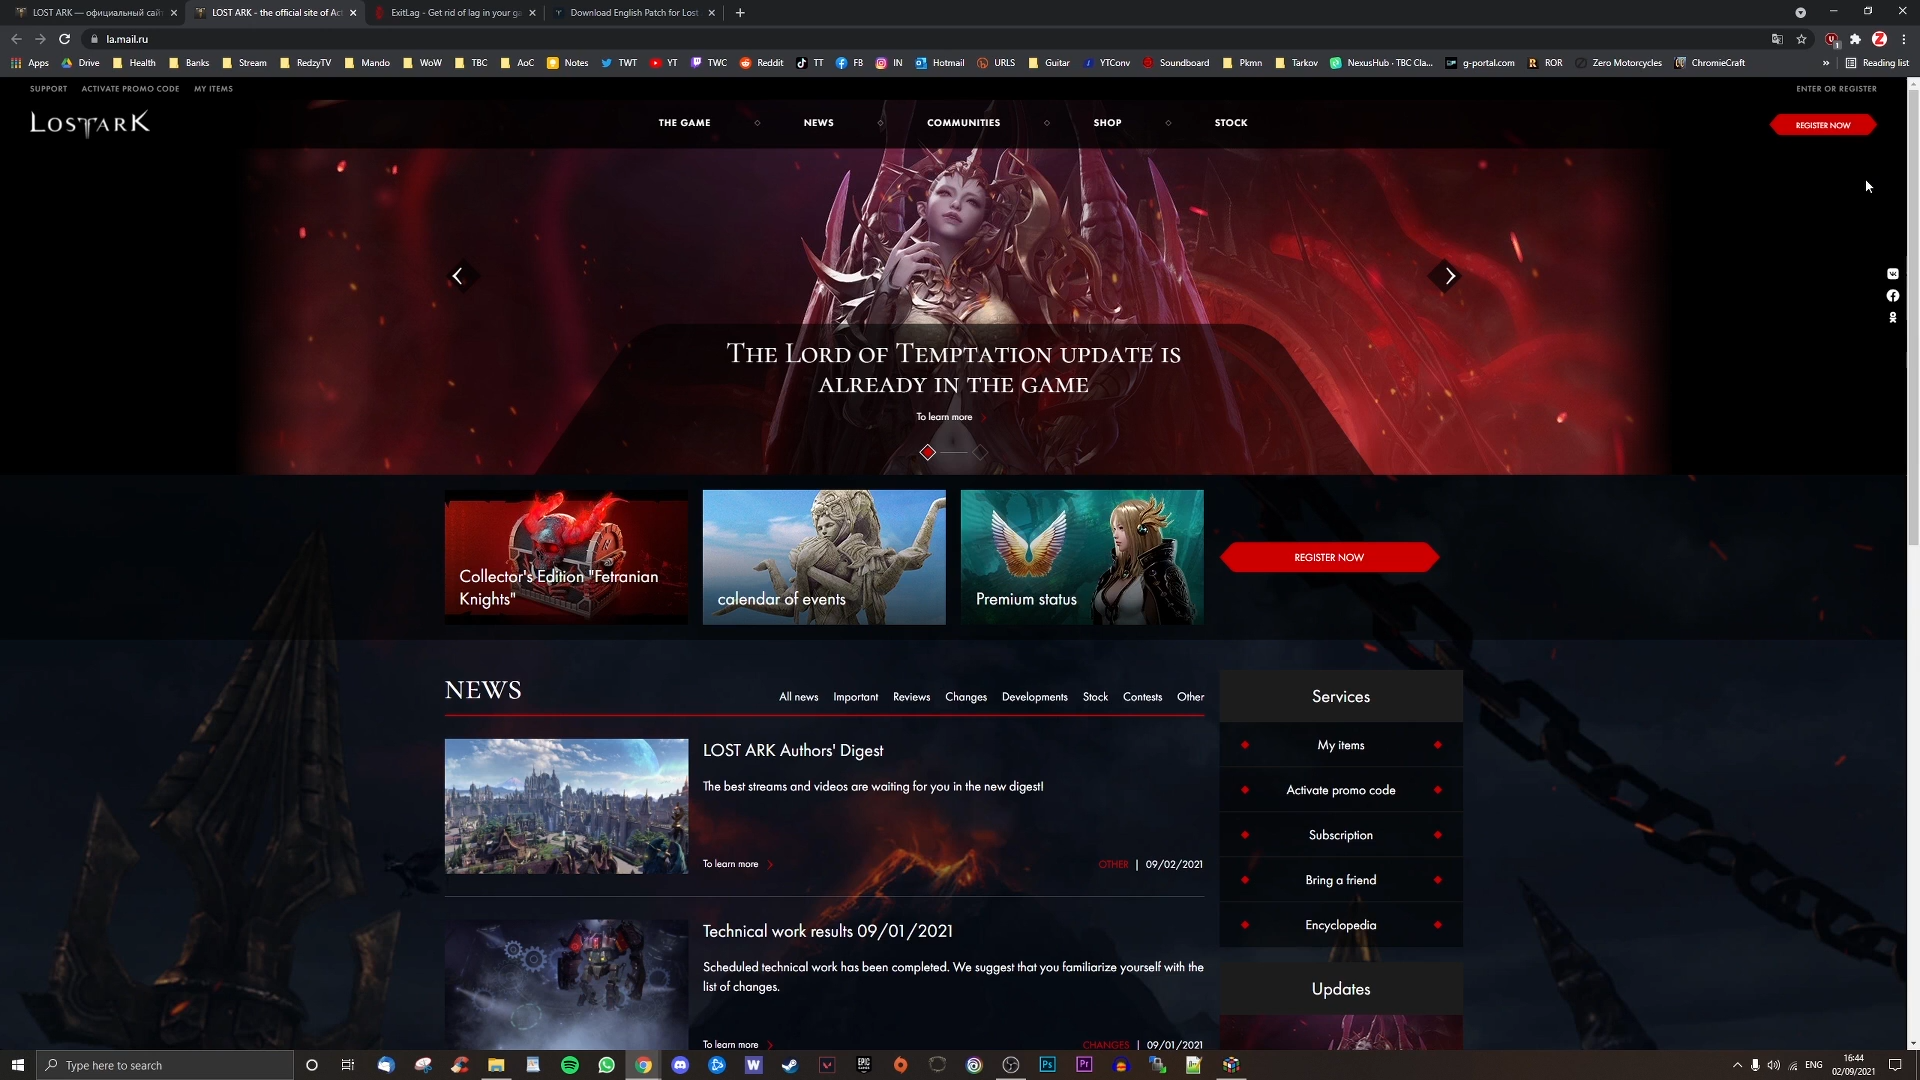 LOST ARK — официальный сай
LOST ARK - the official site of Ac
ExitLag - Get rid of lag in your ga
Download English Patch for Lost
la.mail.ru
Apps Drive Health Banks Stream RedzyTV Mando WoW TBC AoC Notes TWT YT TWC Reddit TT FB IN Hotmail URLS Guitar YTConv Soundboard Pkmn Tarkov NexusHub · TBC Cla... g-portal.com ROR Zero Motorcycles ChromieCraft » Reading list
SUPPORT ACTIVATE PROMO CODE MY ITEMS ENTER OR REGISTER
LOST ARK
THE GAME NEWS COMMUNITIES SHOP STOCK
REGISTER NOW
THE LORD OF TEMPTATION UPDATE IS
ALREADY IN THE GAME
To learn more
Collector's Edition "Fetranian
Knights"
calendar of events
Premium status
REGISTER NOW
NEWS
All news Important Reviews Changes Developments Stock Contests Other
LOST ARK Authors' Digest
The best streams and videos are waiting for you in the new digest!
To learn more
OTHER | 09/02/2021
Technical work results 09/01/2021
Scheduled technical work has been completed. We suggest that you familiarize yourself with the
list of changes.
To learn more
CHANGES | 09/01/2021
Services
My items
Activate promo code
Subscription
Bring a friend
Encyclopedia
Updates
Type here to search
ENG
16:44
02/09/2021